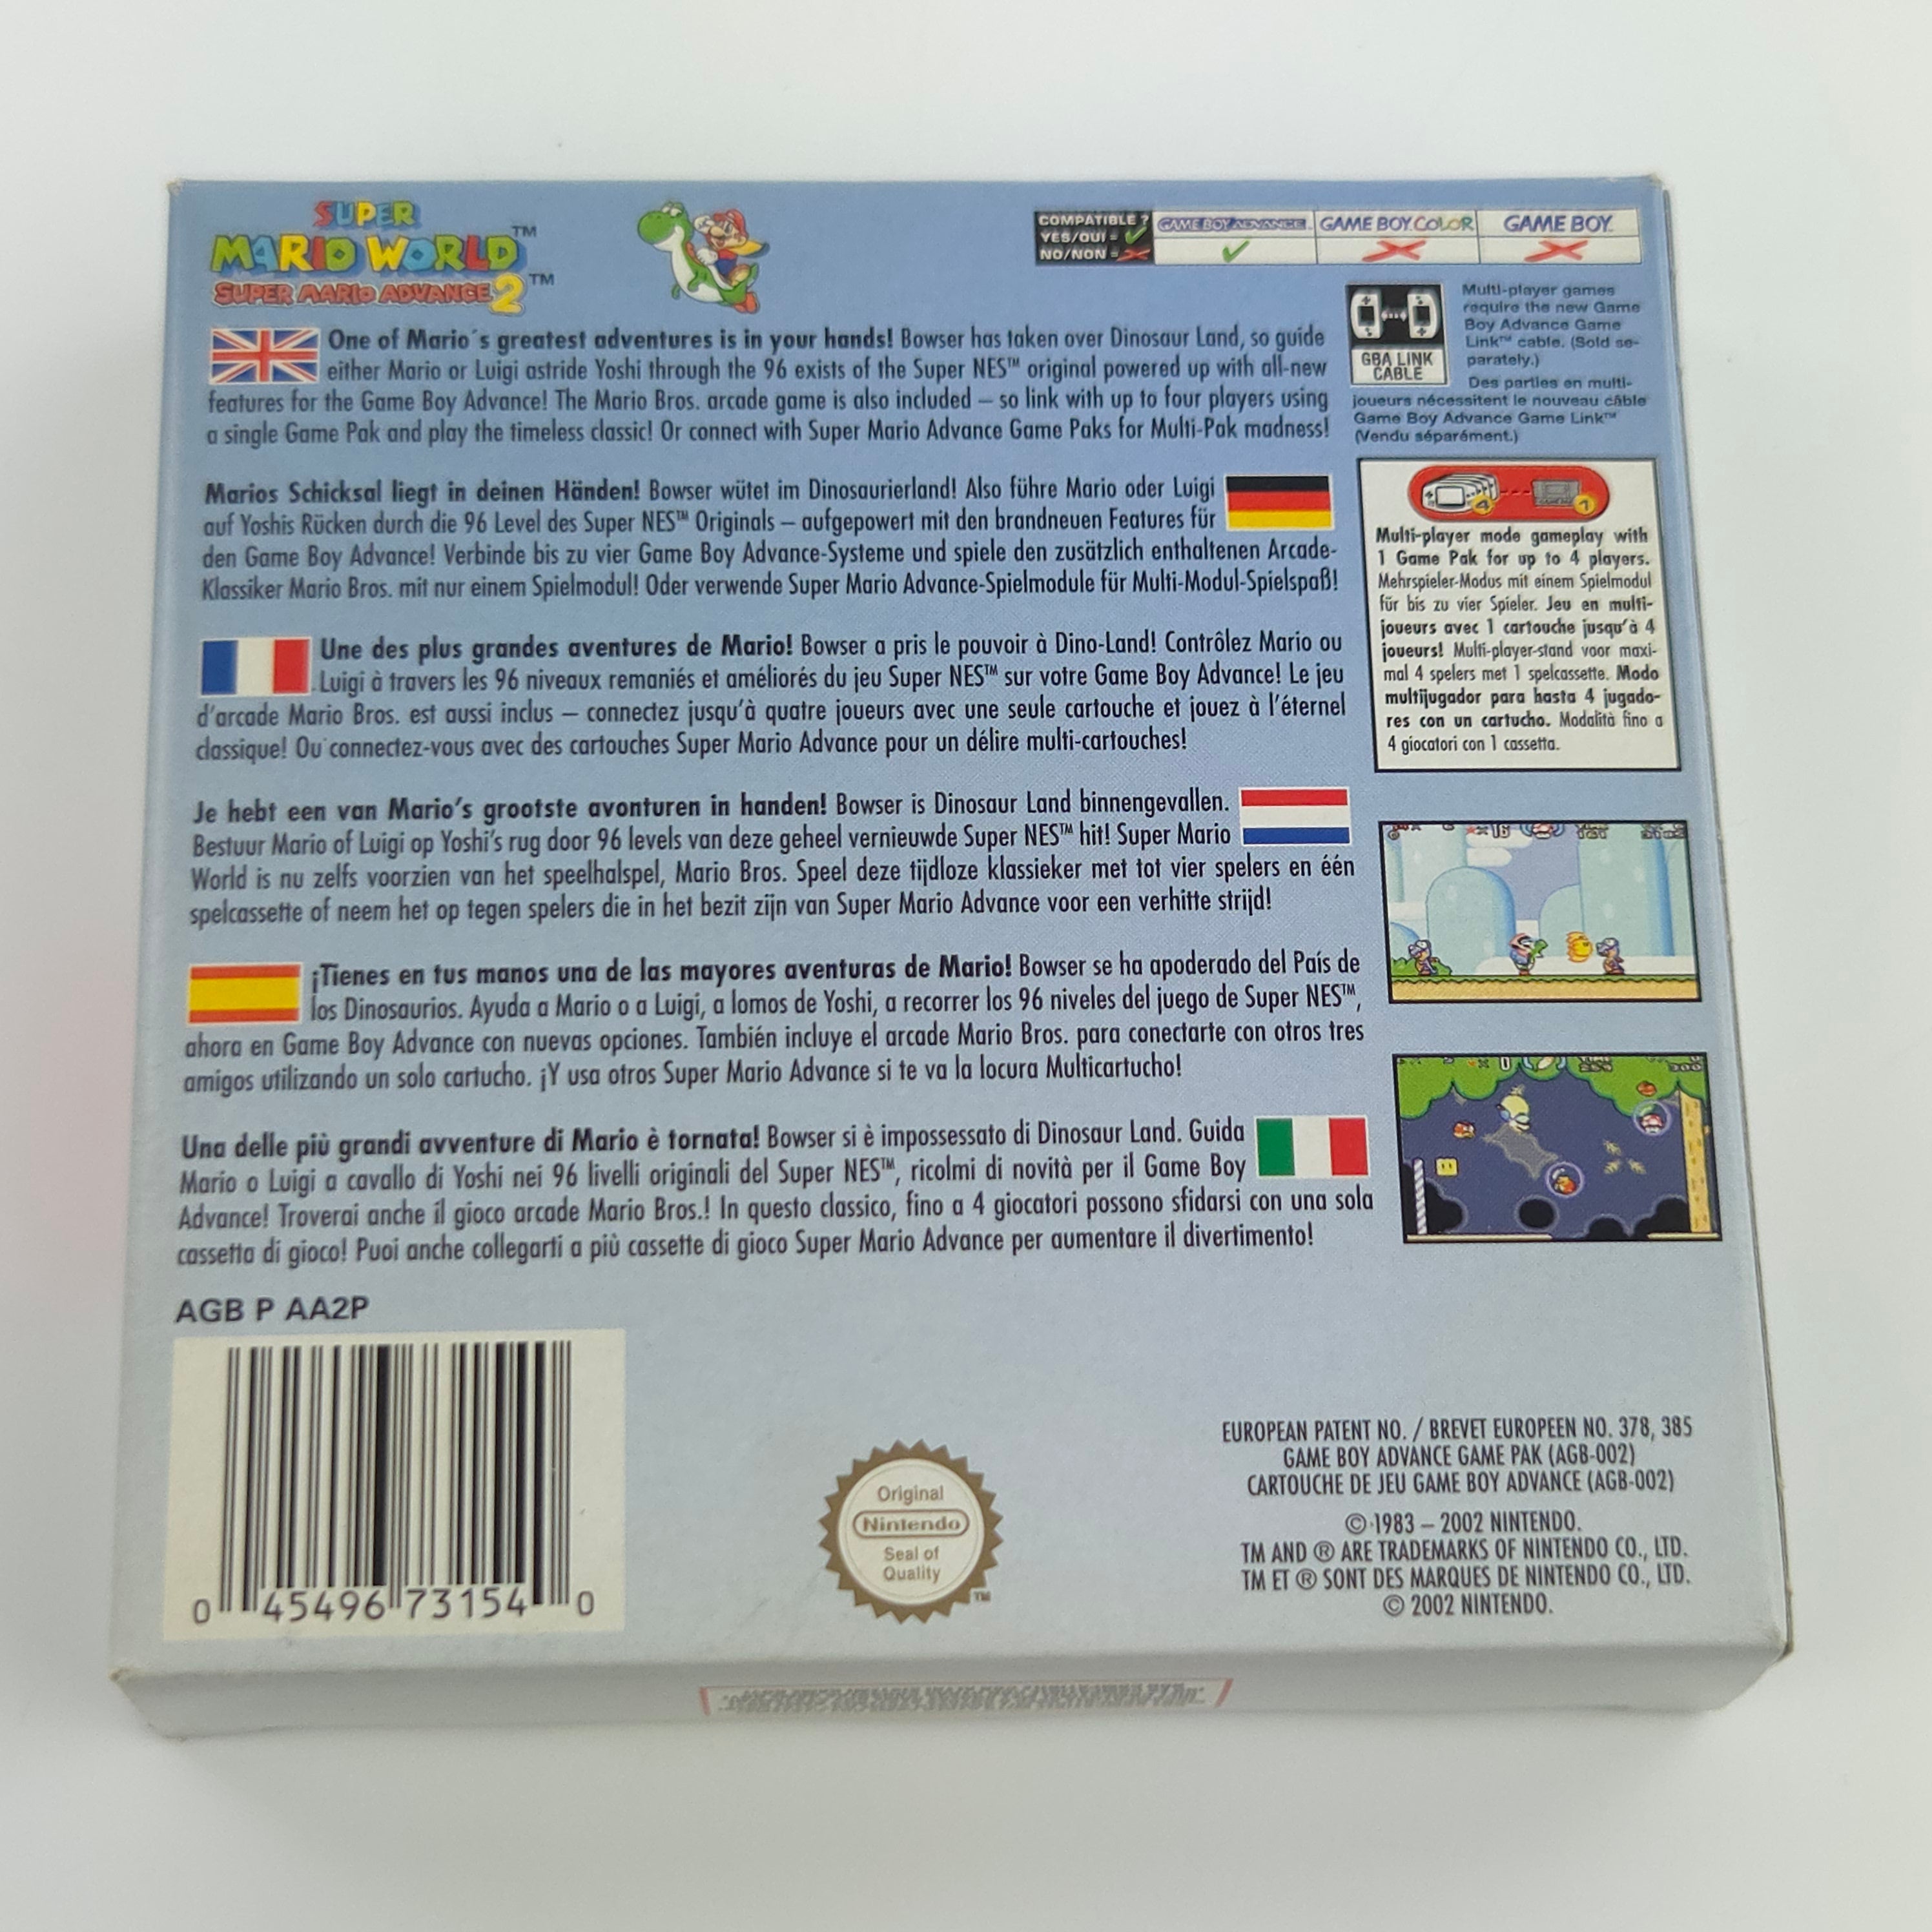 SUPER
MARIO WORLD™
SUPER MARIO ADVANCE 2™
COMPATIBLE ?
YES/OUI =
NO/NON =
GAME BOY ADVANCE
GAME BOY COLOR
GAME BOY
One of Mario´s greatest adventures is in your hands! Bowser has taken over Dinosaur Land, so guide
either Mario or Luigi astride Yoshi through the 96 exists of the Super NES™ original powered up with all-new
features for the Game Boy Advance! The Mario Bros. arcade game is also included – so link with up to four players using
a single Game Pak and play the timeless classic! Or connect with Super Mario Advance Game Paks for Multi-Pak madness!
GBA LINK
CABLE
Multi-player games
require the new Game
Boy Advance Game
Link™ cable. (Sold se-
parately.)
Des parties en multi-
joueurs nécessitent le nouveau câble
Game Boy Advance Game Link™
(Vendu séparément.)
Marios Schicksal liegt in deinen Händen! Bowser wütet im Dinosaurierland! Also führe Mario oder Luigi
auf Yoshis Rücken durch die 96 Level des Super NES™ Originals – aufgepowert mit den brandneuen Features für
den Game Boy Advance! Verbinde bis zu vier Game Boy Advance-Systeme und spiele den zusätzlich enthaltenen Arcade-
Klassiker Mario Bros. mit nur einem Spielmodul! Oder verwende Super Mario Advance-Spielmodule für Multi-Modul-Spielspaß!
4
1
Multi-player mode gameplay with
1 Game Pak for up to 4 players.
Mehrspieler-Modus mit einem Spielmodul
für bis zu vier Spieler. Jeu en multi-
joueurs avec 1 cartouche jusqu'à 4
joueurs! Multi-player-stand voor maxi-
mal 4 spelers met 1 spelcassette. Modo
multijugador para hasta 4 jugado-
res con un cartucho. Modalità fino a
4 giocatori con 1 cassetta.
Une des plus grandes aventures de Mario! Bowser a pris le pouvoir à Dino-Land! Contrôlez Mario ou
Luigi à travers les 96 niveaux remaniés et améliorés du jeu Super NES™ sur votre Game Boy Advance! Le jeu
d'arcade Mario Bros. est aussi inclus – connectez jusqu'à quatre joueurs avec une seule cartouche et jouez à l'éternel
classique! Ou connectez-vous avec des cartouches Super Mario Advance pour un délire multi-cartouches!
Je hebt een van Mario's grootste avonturen in handen! Bowser is Dinosaur Land binnengevallen.
Bestuur Mario of Luigi op Yoshi's rug door 96 levels van deze geheel vernieuwde Super NES™ hit! Super Mario
World is nu zelfs voorzien van het speelhalspel, Mario Bros. Speel deze tijdloze klassieker met tot vier spelers en één
spelcassette of neem het op tegen spelers die in het bezit zijn van Super Mario Advance voor een verhitte strijd!
¡Tienes en tus manos una de las mayores aventuras de Mario! Bowser se ha apoderado del País de
los Dinosaurios. Ayuda a Mario o a Luigi, a lomos de Yoshi, a recorrer los 96 niveles del juego de Super NES™,
ahora en Game Boy Advance con nuevas opciones. También incluye el arcade Mario Bros. para conectarte con otros tres
amigos utilizando un solo cartucho. ¡Y usa otros Super Mario Advance si te va la locura Multicartucho!
Una delle più grandi avventure di Mario è tornata! Bowser si è impossessato di Dinosaur Land. Guida
Mario o Luigi a cavallo di Yoshi nei 96 livelli originali del Super NES™, ricolmi di novità per il Game Boy
Advance! Troverai anche il gioco arcade Mario Bros.! In questo classico, fino a 4 giocatori possono sfidarsi con una sola
cassetta di gioco! Puoi anche collegarti a più cassette di gioco Super Mario Advance per aumentare il divertimento!
AGB P AA2P
0 45496 73154 0
Original
Nintendo
Seal of
Quality
TM
EUROPEAN PATENT NO. / BREVET EUROPEEN NO. 378, 385
GAME BOY ADVANCE GAME PAK (AGB-002)
CARTOUCHE DE JEU GAME BOY ADVANCE (AGB-002)
© 1983 – 2002 NINTENDO.
TM AND ® ARE TRADEMARKS OF NINTENDO CO., LTD.
TM ET ® SONT DES MARQUES DE NINTENDO CO., LTD.
© 2002 NINTENDO.